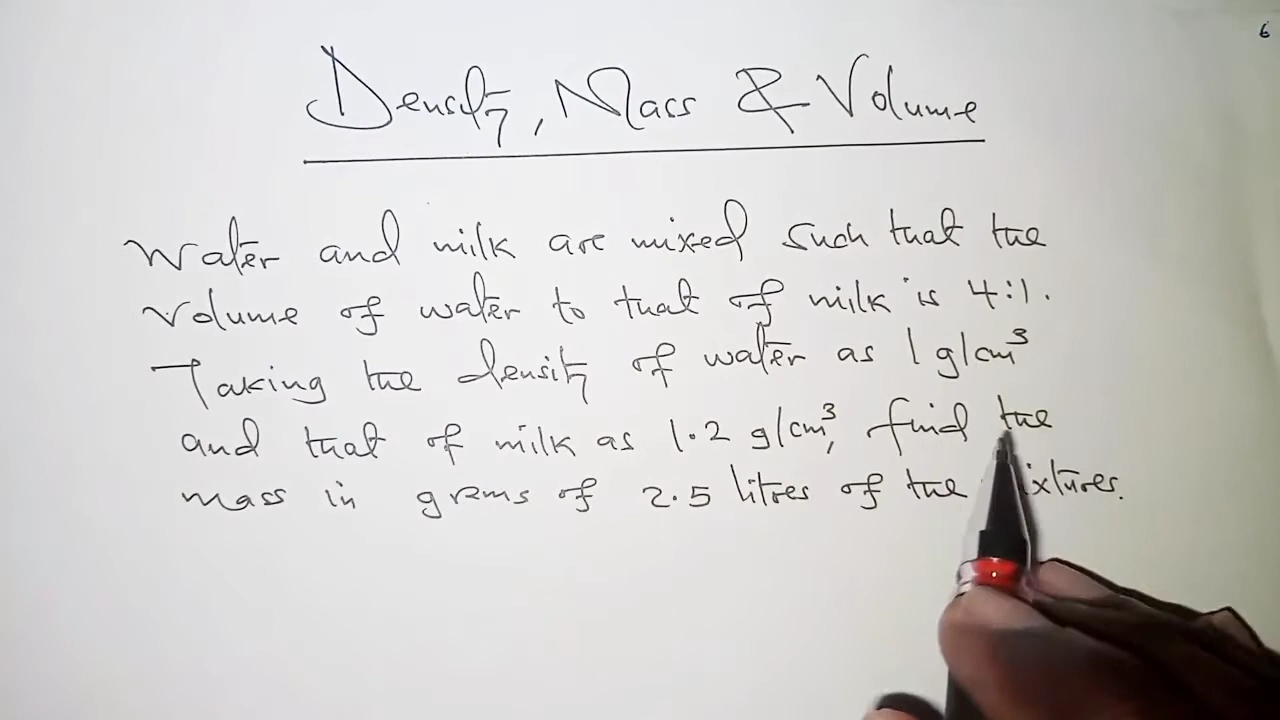 6
Density, Mass & Volume
Water and milk are mixed such that the
volume of water to that of milk is 4:1.
Taking the density of water as 1 g/cm³
and that of milk as 1.2 g/cm³, find the
mass in grams of 2.5 litres of the ixtures.